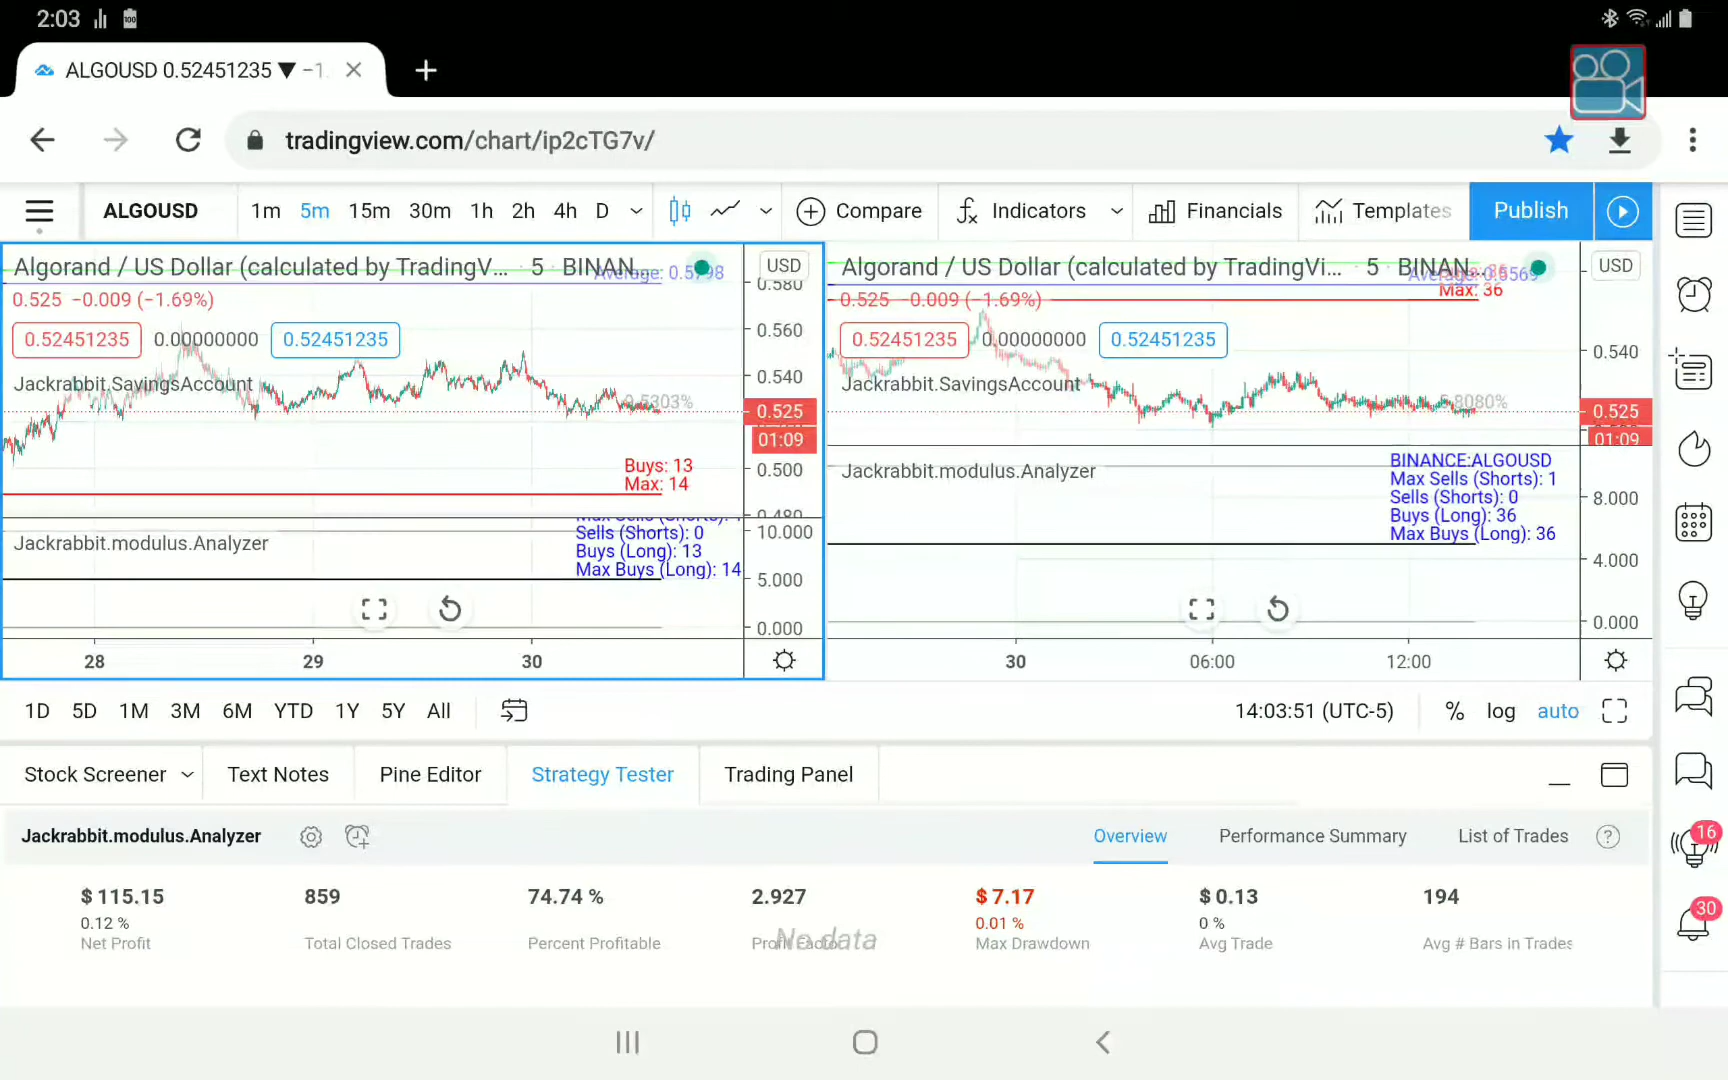 2:03
ALGOUSD 0.52451235 ▼ −1.
tradingview.com/chart/ip2cTG7v/
ALGOUSD 1m 5m 15m 30m 1h 2h 4h D Compare Indicators Financials Templates Publish
Algorand / US Dollar (calculated by TradingV... · 5 · BINAN...
USD
0.525 −0.009 (−1.69%)
0.52451235 0.00000000 0.52451235
Jackrabbit.SavingsAccount
0.580
0.560
0.540
0.525
01:09
0.500
0.480
Buys: 13
Max: 14
Jackrabbit.modulus.Analyzer
Sells (Shorts): 0
Buys (Long): 13
Max Buys (Long): 14
10.000
5.000
0.000
28 29 30
Algorand / US Dollar (calculated by TradingVi... · 5 · BINAN...
USD
Max: 36
0.525 −0.009 (−1.69%)
0.52451235 0.00000000 0.52451235
Jackrabbit.SavingsAccount
0.540
0.525
01:09
Jackrabbit.modulus.Analyzer
BINANCE:ALGOUSD
Max Sells (Shorts): 1
Sells (Shorts): 0
Buys (Long): 36
Max Buys (Long): 36
8.000
4.000
0.000
30 06:00 12:00
1D 5D 1M 3M 6M YTD 1Y 5Y All
14:03:51 (UTC-5) % log auto
Stock Screener Text Notes Pine Editor Strategy Tester Trading Panel
Jackrabbit.modulus.Analyzer
Overview Performance Summary List of Trades
$ 115.15 859 74.74 % 2.927 $ 7.17 $ 0.13 194
0.12 % 0.01 % 0 %
Net Profit Total Closed Trades Percent Profitable Profit Factor Max Drawdown Avg Trade Avg # Bars in Trades
No data
16
30